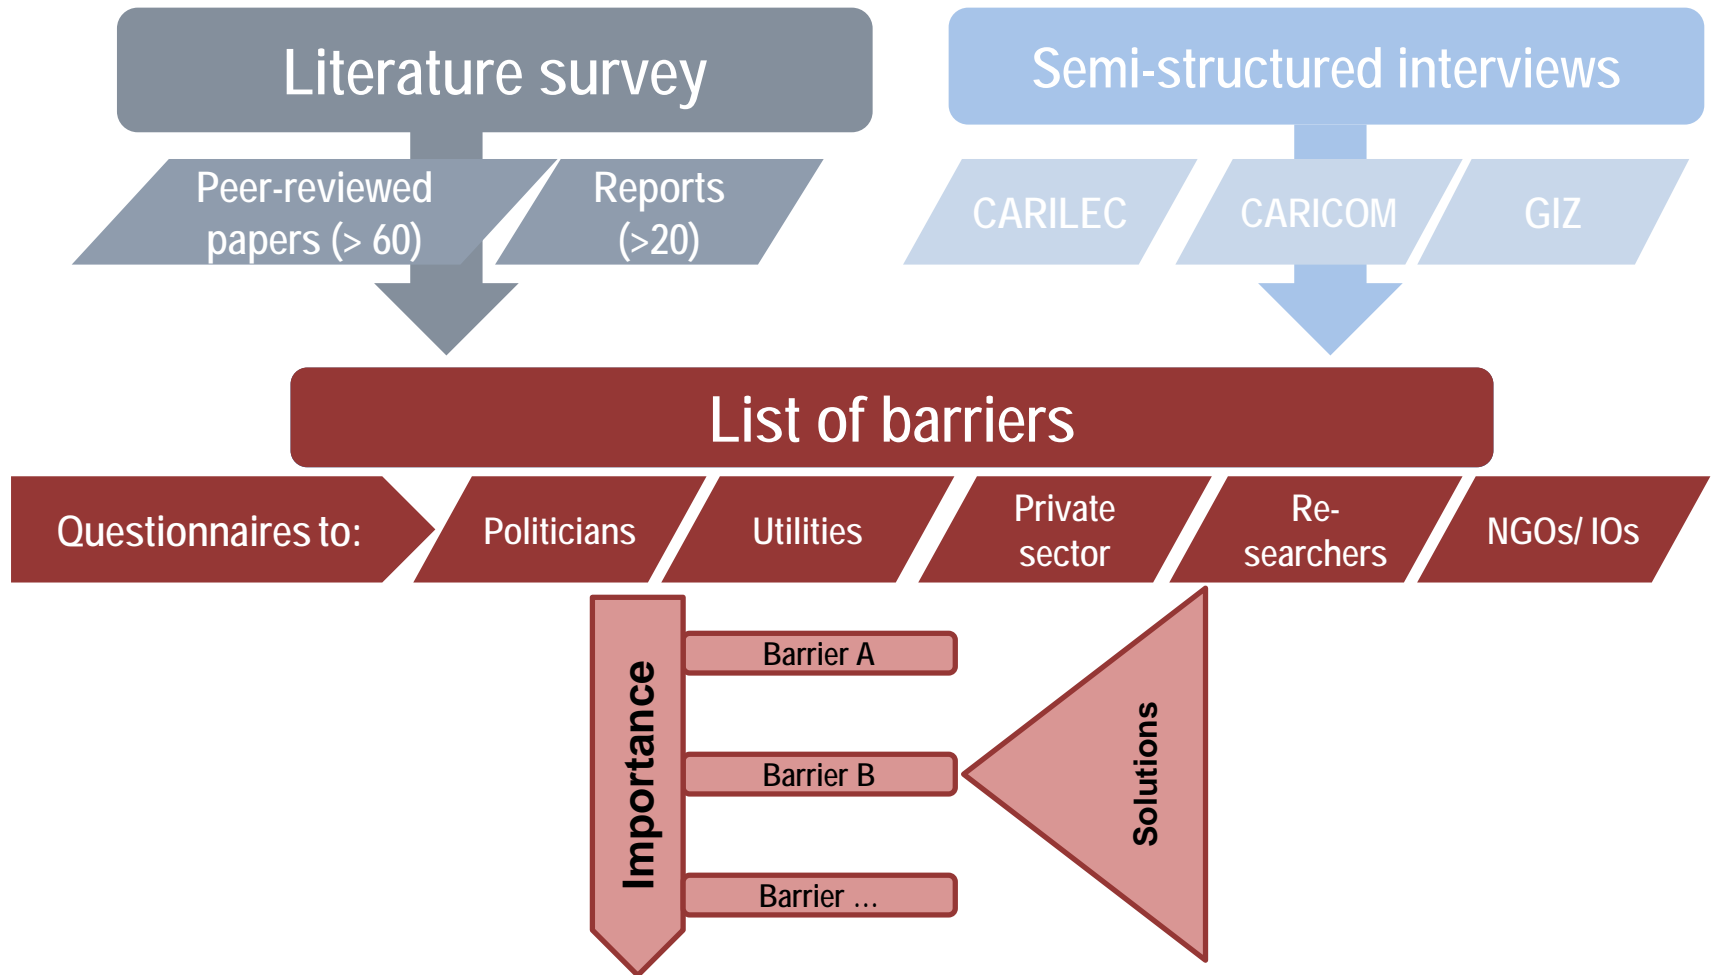 Literature survey
Semi-structured interviews
Peer-reviewed
papers (> 60)
Reports
(>20)
CARILEC
CARICOM
GIZ
List of barriers
Questionnaires to:
Politicians
Utilities
Private
sector
Re-
searchers
NGOs/ IOs
Importance
Barrier A
Barrier B
Barrier ...
Solutions